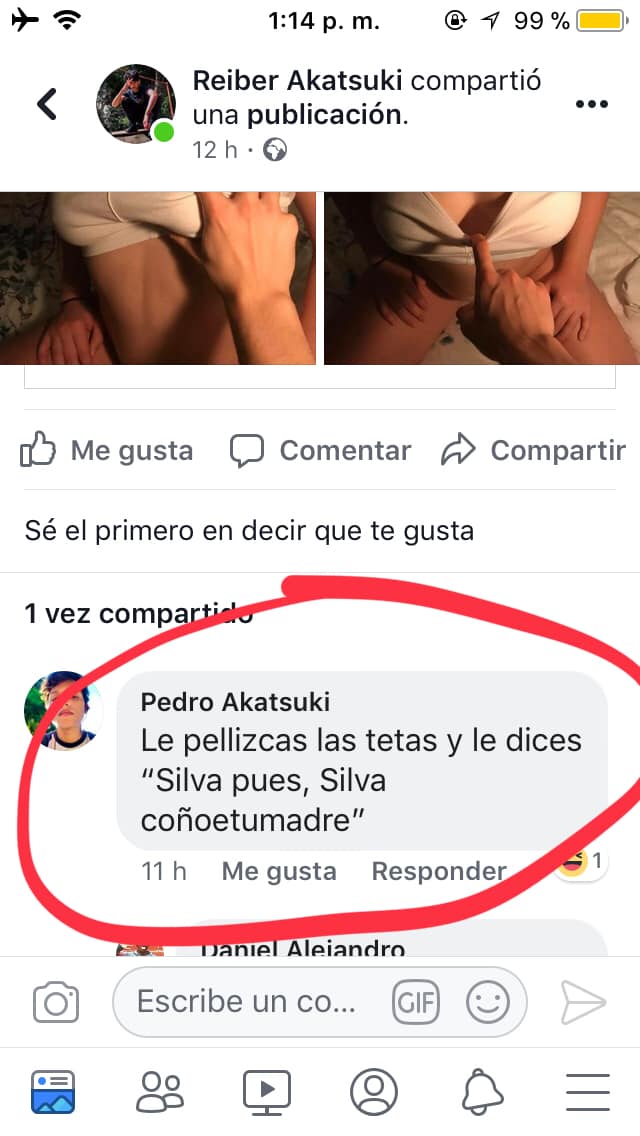 1:14 p. m.
99 %
Reiber Akatsuki compartió
una publicación.
12 h ·
Me gusta
Comentar
Compartir
Sé el primero en decir que te gusta
1 vez compartido
Pedro Akatsuki
Le pellizcas las tetas y le dices
“Silva pues, Silva
coñoetumadre”
11 h
Me gusta
Responder
1
Daniel Alejandro
Escribe un co...
GIF